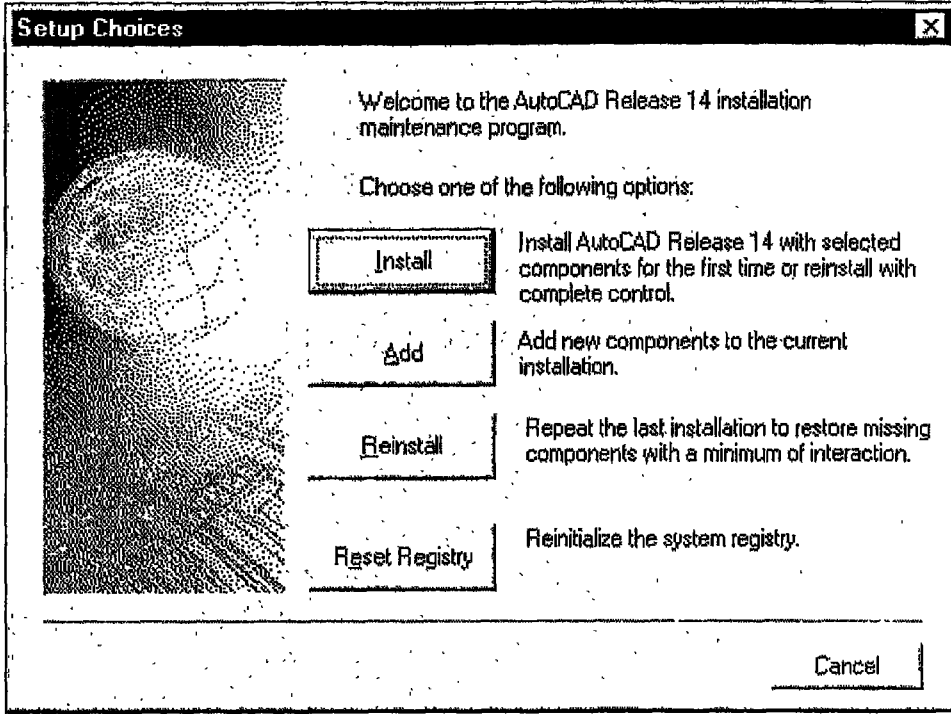 Setup Choices
Welcome to the AutoCAD Release 14 installation
maintenance program.
Choose one of the following options:
Install
Install AutoCAD Release 14 with selected
components for the first time or reinstall with
complete control.
Add
Add new components to the current
installation.
Reinstall
Repeat the last installation to restore missing
components with a minimum of interaction.
Reset Registry
Reinitialize the system registry.
Cancel